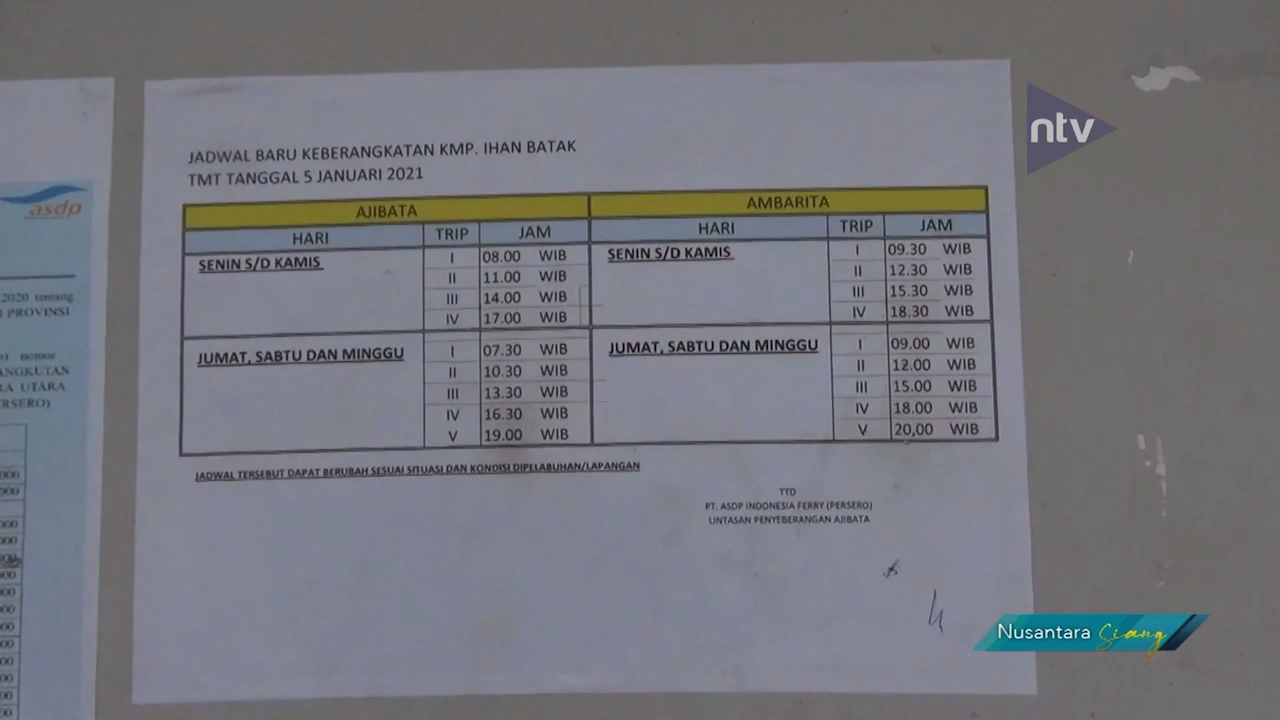 JADWAL BARU KEBERANGKATAN KMP. IHAN BATAK
TMT TANGGAL 5 JANUARI 2021
AJIBATA AMBARITA
HARI TRIP JAM HARI TRIP JAM
SENIN S/D KAMIS I 08.00 WIB SENIN S/D KAMIS I 09.30 WIB
II 11.00 WIB II 12.30 WIB
III 14.00 WIB III 15.30 WIB
IV 17.00 WIB IV 18.30 WIB
JUMAT, SABTU DAN MINGGU I 07.30 WIB JUMAT, SABTU DAN MINGGU I 09.00 WIB
II 10.30 WIB II 12.00 WIB
III 13.30 WIB III 15.00 WIB
IV 16.30 WIB IV 18.00 WIB
V 19.00 WIB V 20,00 WIB
JADWAL TERSEBUT DAPAT BERUBAH SESUAI SITUASI DAN KONDISI DIPELABUHAN/LAPANGAN
TTD
PT. ASDP INDONESIA FERRY (PERSERO)
LINTASAN PENYEBERANGAN AJIBATA
asdp
2020 tentang
PROVINSI
nomor
ANGKUTAN
UTARA
ntv
Nusantara Siang